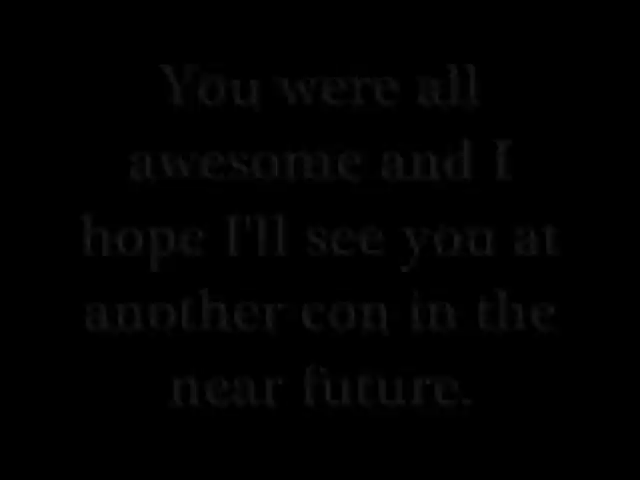 You were all
awesome and I
hope I'll see you at
another con in the
near future.